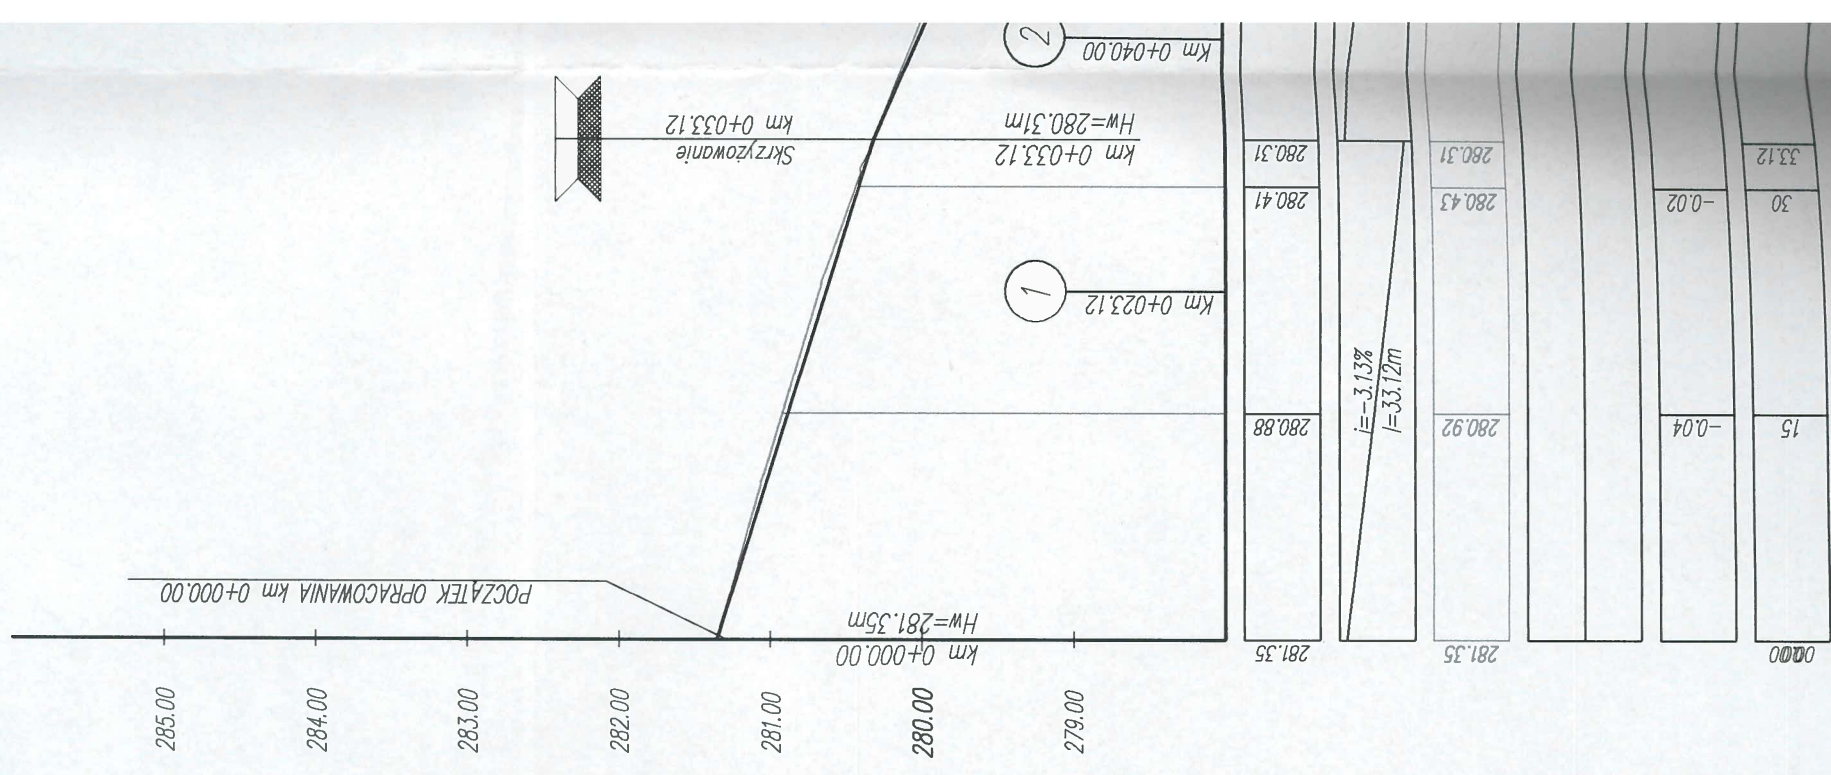 2
Km 0+040.00
Skrzyżowanie
km 0+033.12
km 0+033.12
Hw=280.31m
280.31
280.31
33.12
280.41
280.43
-0.02
30
1
Km 0+023.12
i=-3.13%
l=33.12m
280.88
280.92
-0.04
15
POCZĄTEK OPRACOWANIA km 0+000.00
km 0+000.00
Hw=281.35m
281.35
281.35
285.00
284.00
283.00
282.00
281.00
280.00
279.00